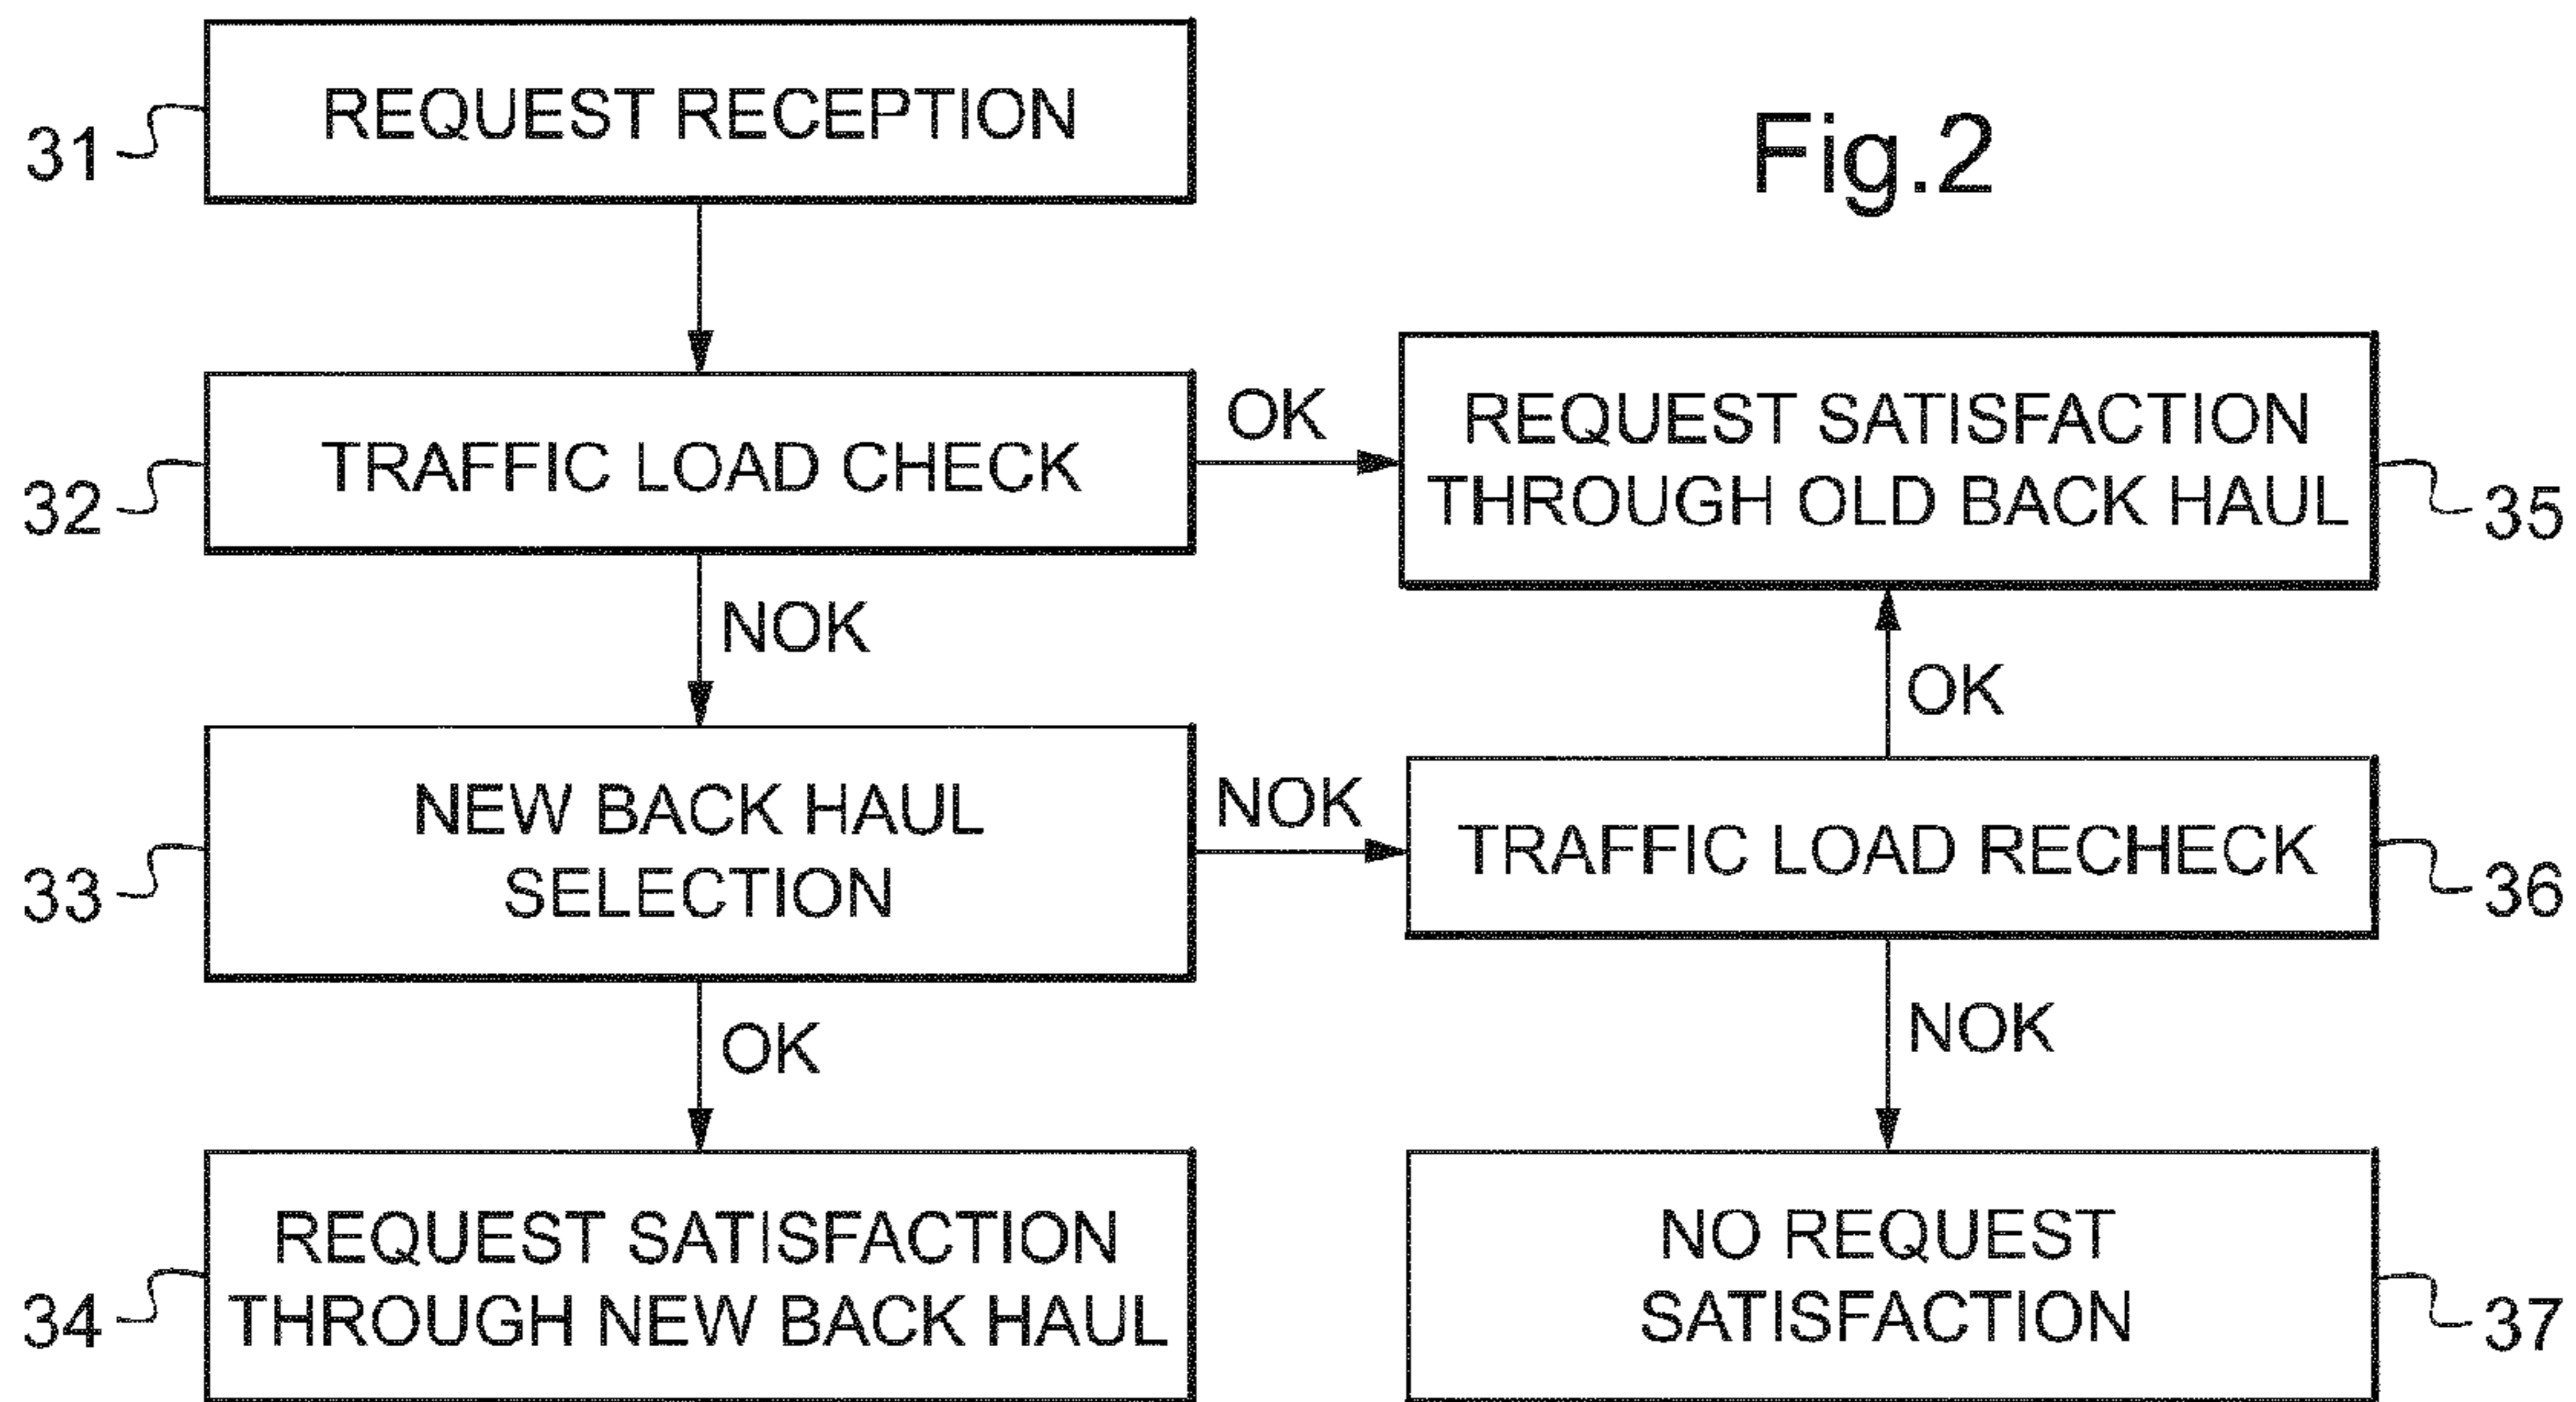 REQUEST RECEPTION
31
Fig.2
TRAFFIC LOAD CHECK
32
OK
REQUEST SATISFACTION
THROUGH OLD BACK HAUL
35
NOK
OK
NEW BACK HAUL
SELECTION
33
NOK
TRAFFIC LOAD RECHECK
36
OK
NOK
REQUEST SATISFACTION
THROUGH NEW BACK HAUL
34
NO REQUEST
SATISFACTION
37